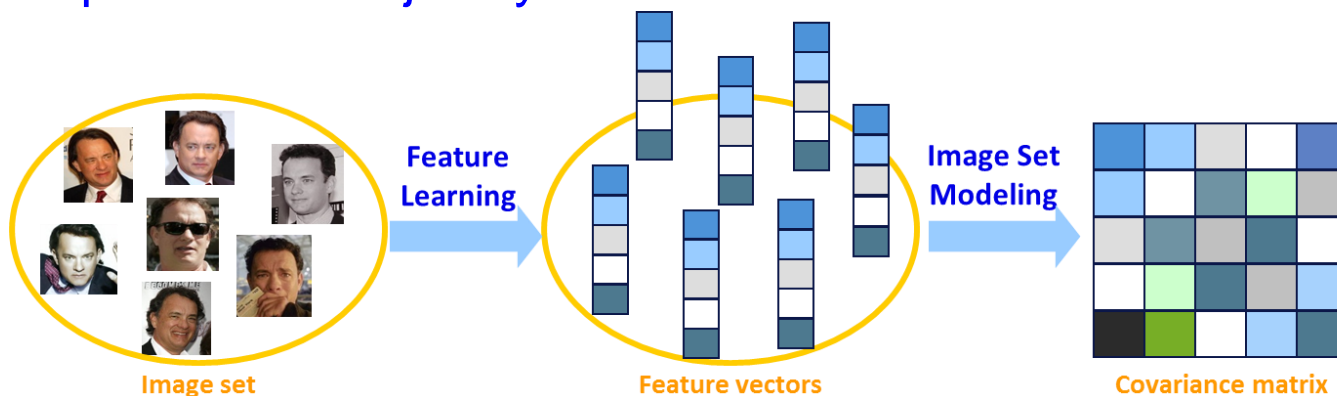 Feature
Learning
Image Set
Modeling
Image set
Feature vectors
Covariance matrix